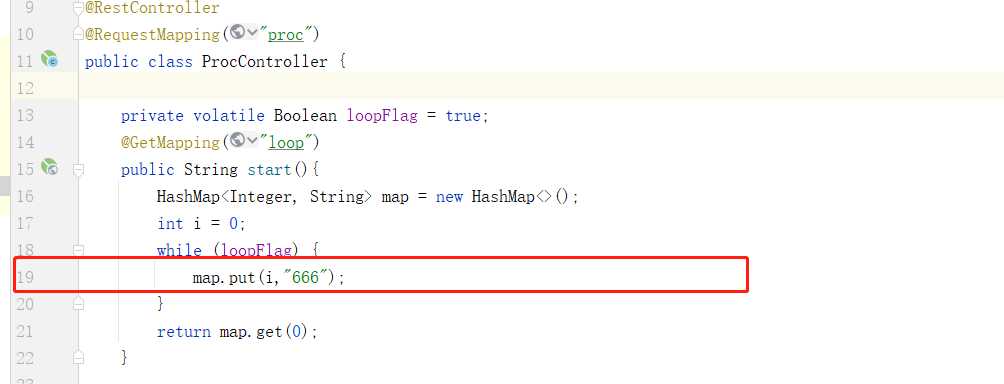 9 @RestController
10 @RequestMapping("proc")
11 public class ProcController {
12
13 private volatile Boolean loopFlag = true;
14 @GetMapping("loop")
15 public String start(){
16 HashMap<Integer, String> map = new HashMap<>();
17 int i = 0;
18 while (loopFlag) {
19 map.put(i,"666");
20 }
21 return map.get(0);
22 }